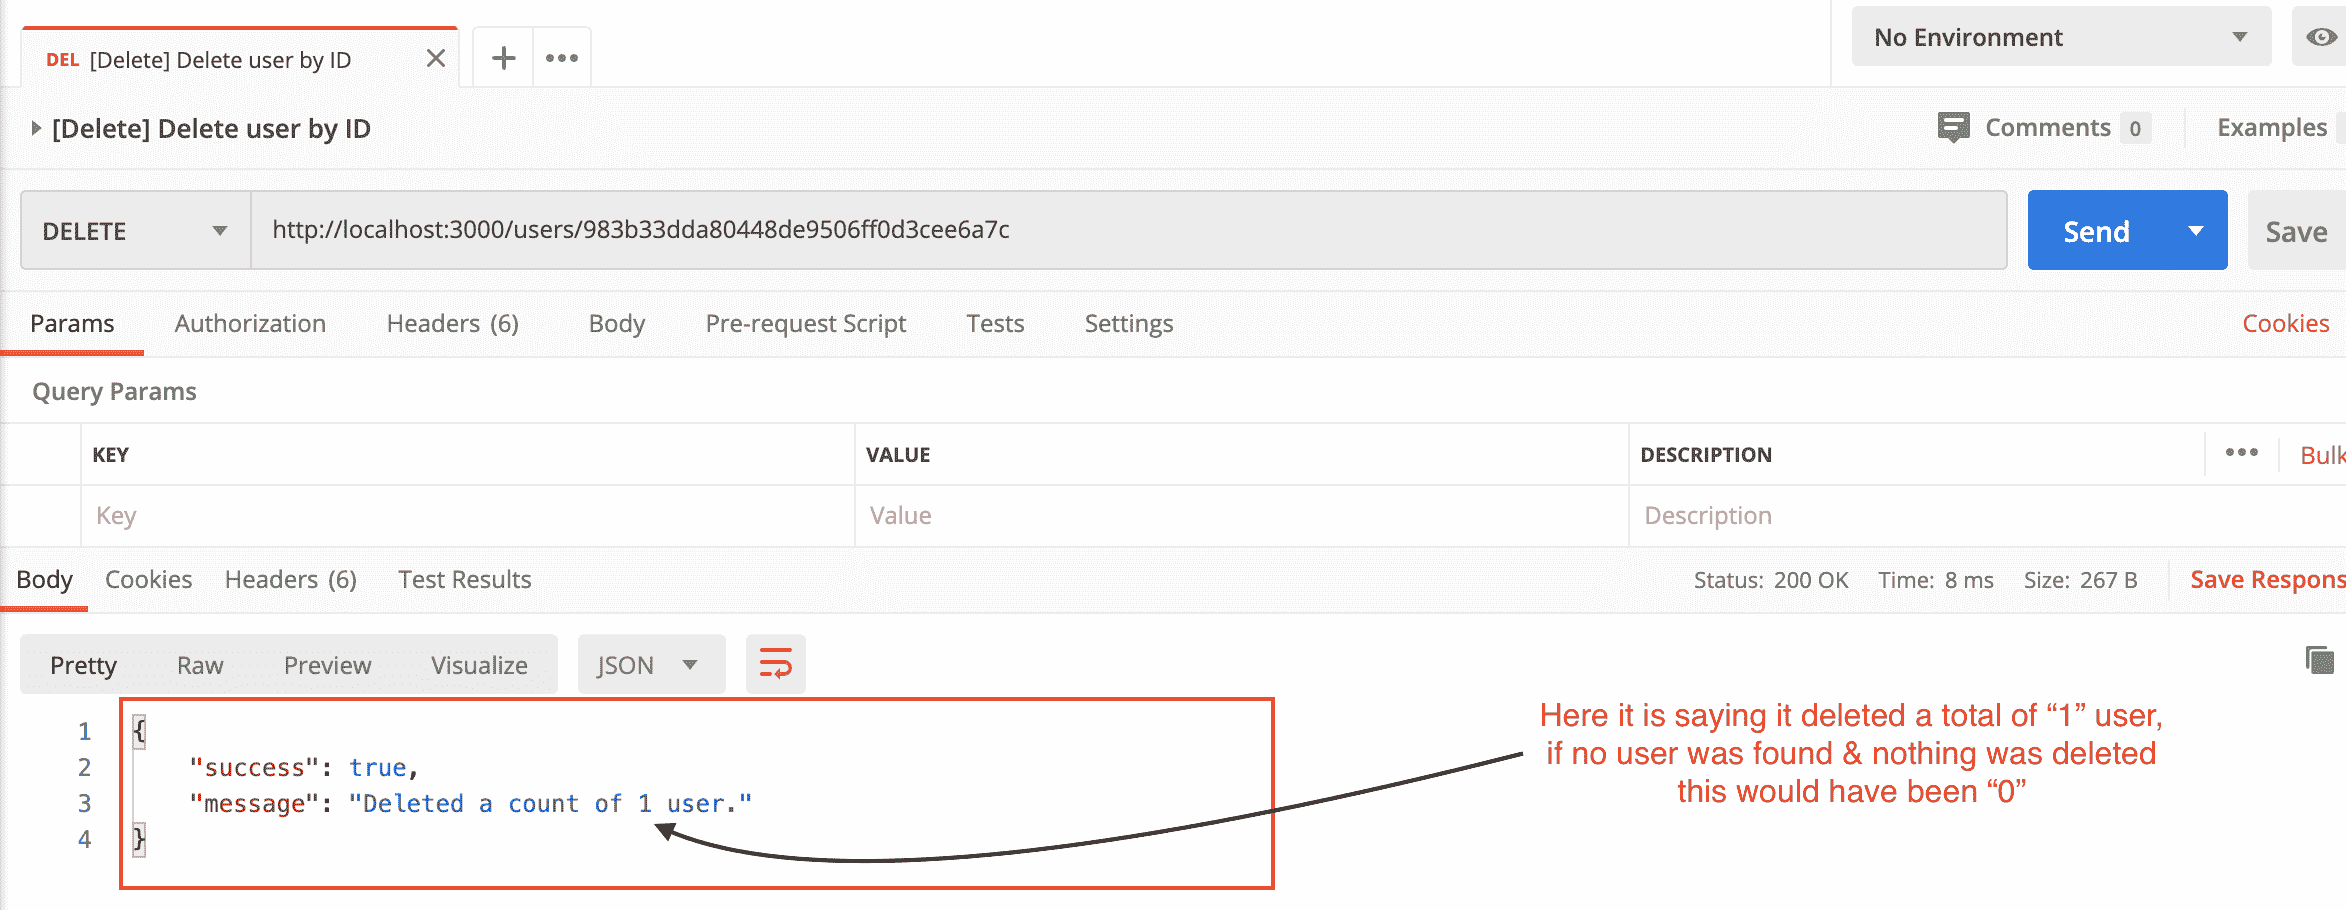 DEL [Delete] Delete user by ID
No Environment
[Delete] Delete user by ID
Comments 0 Examples
DELETE http://localhost:3000/users/983b33dda80448de9506ff0d3cee6a7c Send Save
Params Authorization Headers (6) Body Pre-request Script Tests Settings Cookies
Query Params
KEY VALUE DESCRIPTION ••• Bulk
Key Value Description
Body Cookies Headers (6) Test Results Status: 200 OK Time: 8 ms Size: 267 B Save Respons
Pretty Raw Preview Visualize JSON
1 {
2 "success": true,
3 "message": "Deleted a count of 1 user."
4 }
Here it is saying it deleted a total of “1” user,
if no user was found & nothing was deleted
this would have been “0”